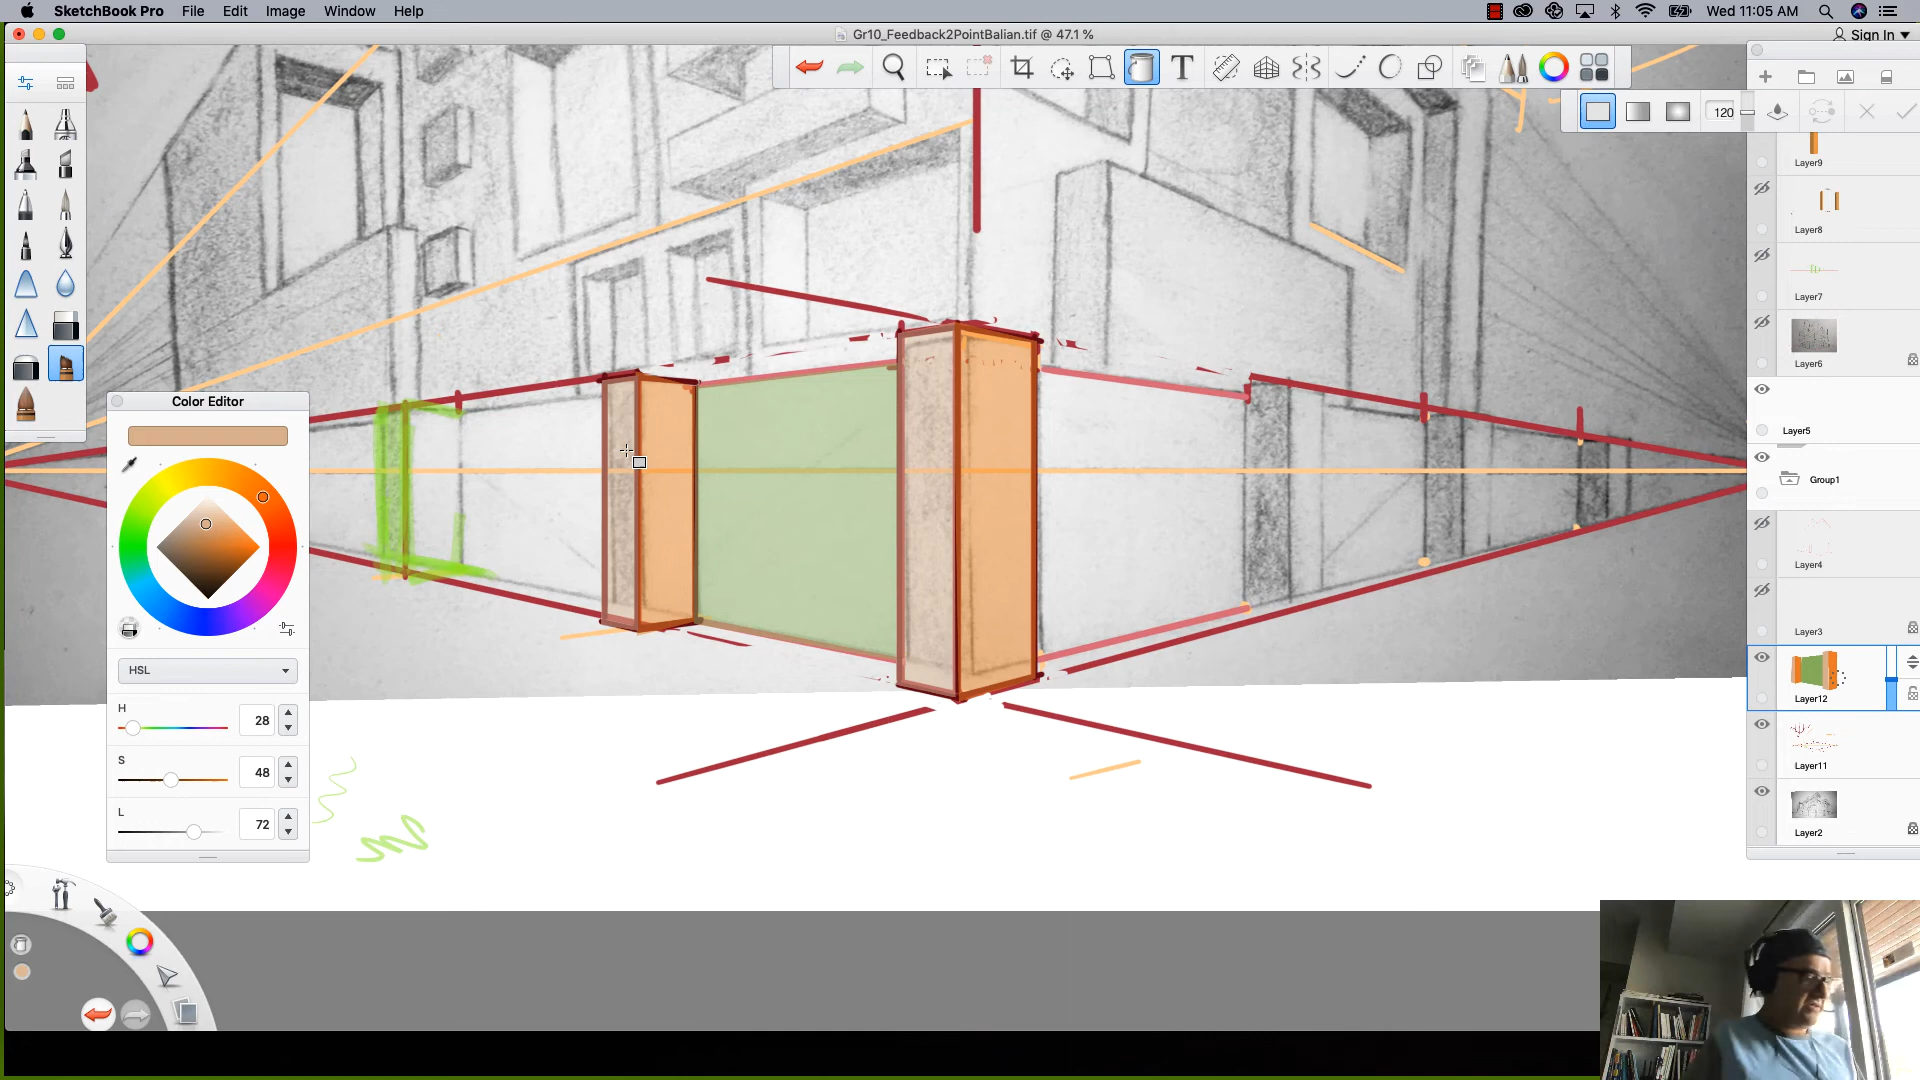 SketchBook Pro File Edit Image Window Help Wed 11:05 AM
Gr10_Feedback2PointBalian.tif @ 47.1 %
Sign In
T
120
Layer9
Layer8
Layer7
Layer6
Layer5
Group1
Layer4
Layer3
Layer12
Layer11
Layer2
Color Editor
HSL
H
28
S
48
L
72